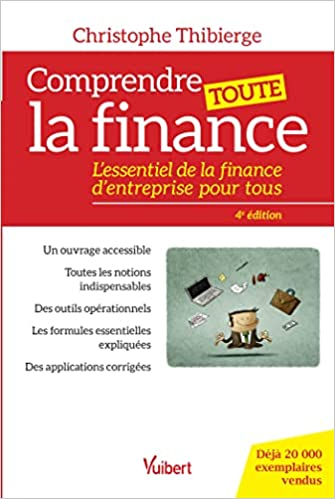 Christophe Thibierge
Comprendre
TOUTE
la finance
L'essentiel de la finance
d'entreprise pour tous
4e édition
Un ouvrage accessible
Toutes les notions
indispensables
Des outils opérationnels
Les formules essentielles
expliquées
Des applications corrigées
Déjà 20 000
exemplaires
vendus
Vuibert